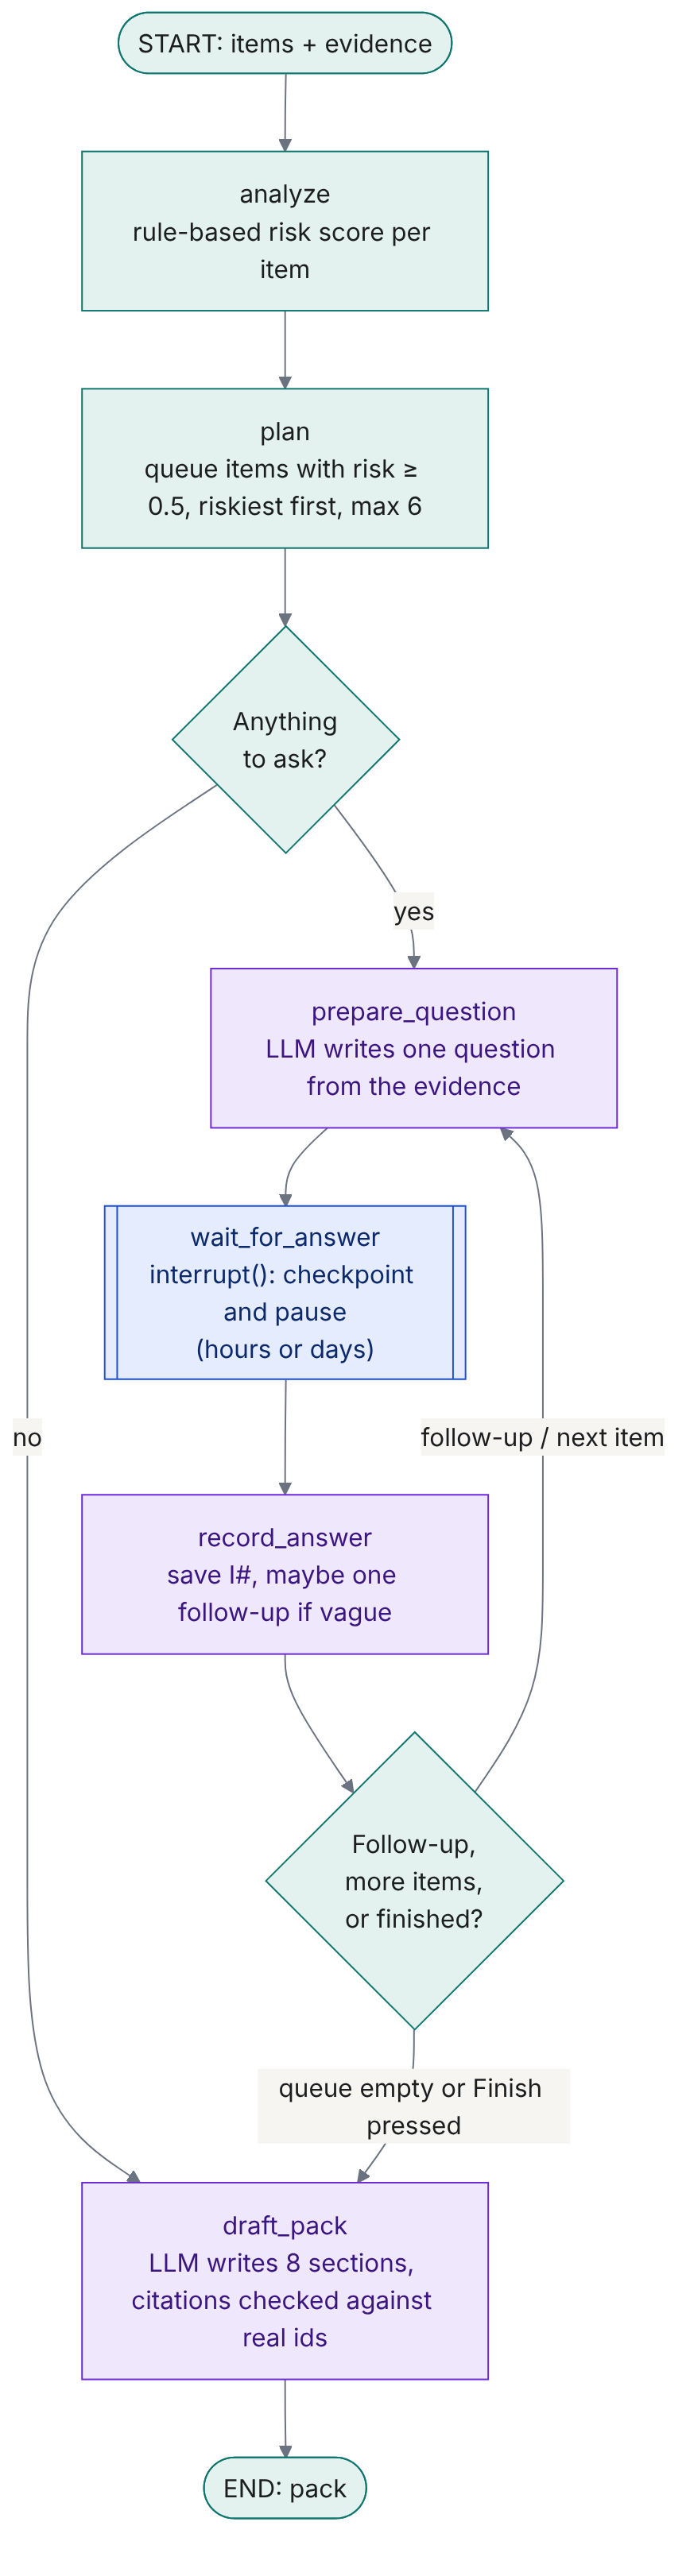 START: items + evidence
analyze
rule-based risk score per
item
plan
queue items with risk ≥
0.5, riskiest first, max 6
Anything
to ask?
yes
prepare_question
LLM writes one question
from the evidence
wait_for_answer
interrupt(): checkpoint
and pause
(hours or days)
no
follow-up / next item
record_answer
save I#, maybe one
follow-up if vague
Follow-up,
more items,
or finished?
queue empty or Finish
pressed
draft_pack
LLM writes 8 sections,
citations checked against
real ids
END: pack